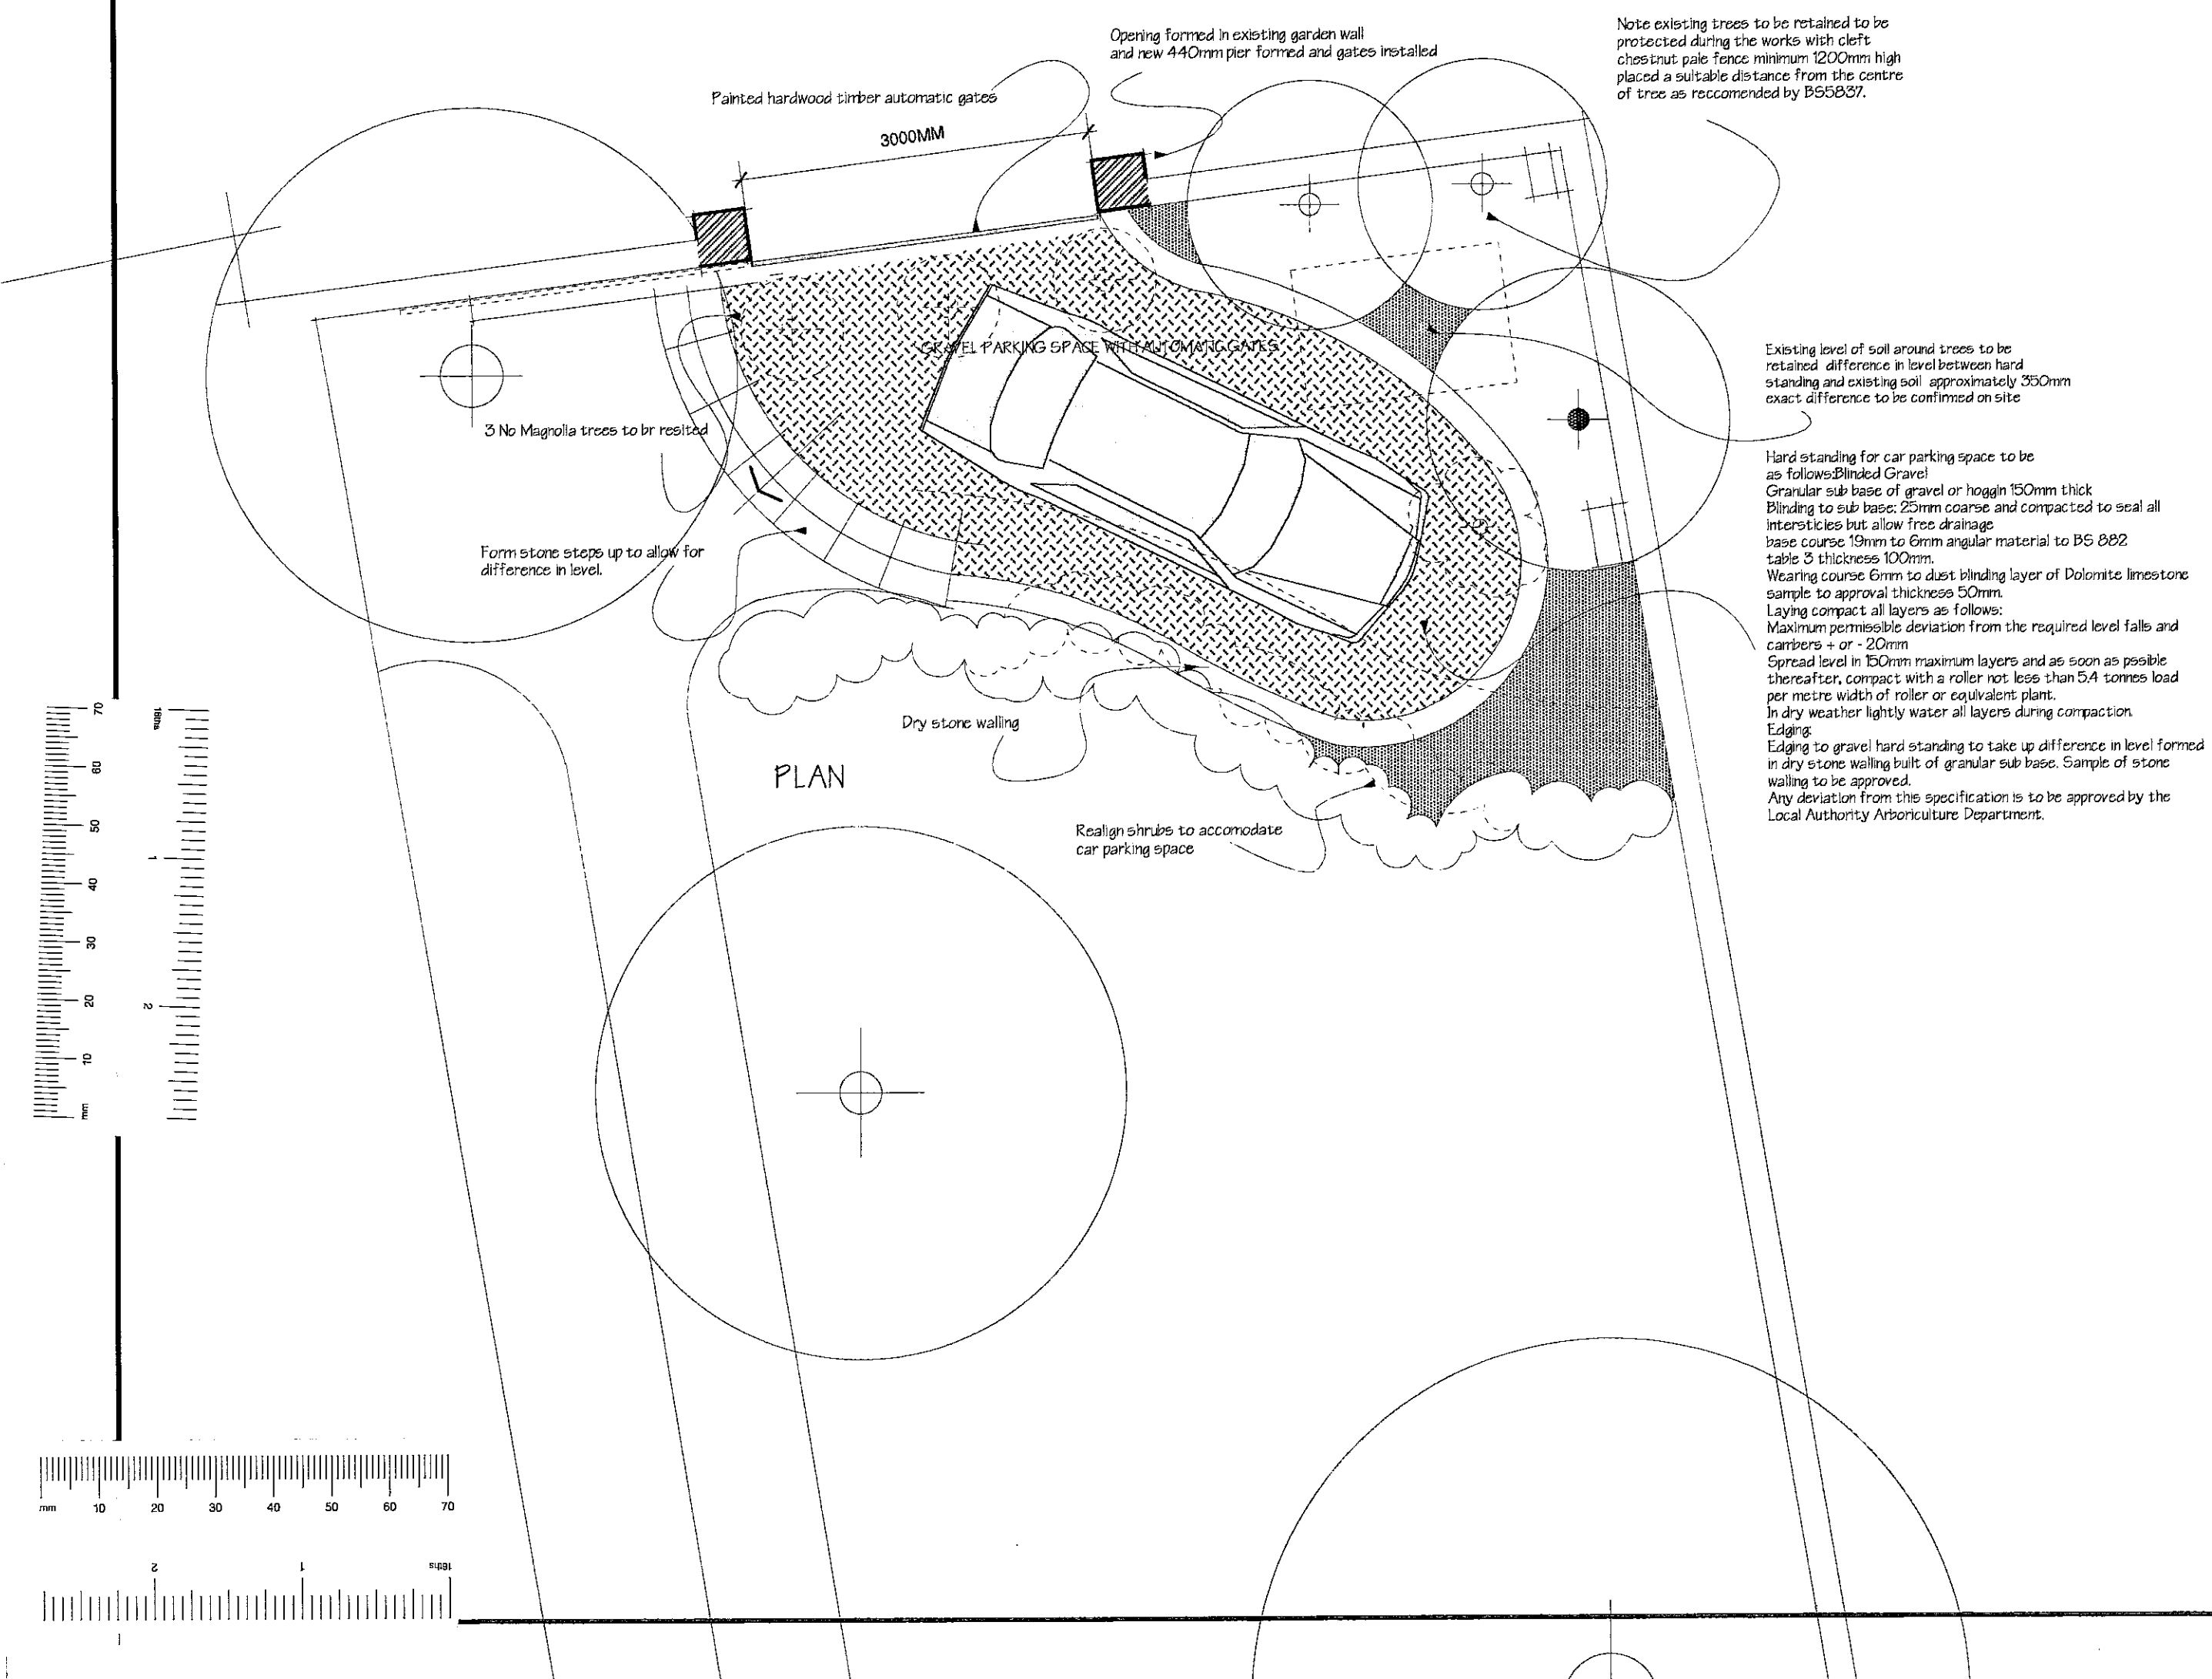 Opening formed in existing garden wall
and new 440mm pier formed and gates installed
Note existing trees to be retained to be
protected during the works with cleft
chestnut pale fence minimum 1200mm high
placed a suitable distance from the centre
of tree as reccomended by BS5837.
Painted hardwood timber automatic gates
3000MM
GRAVEL PARKING SPACE WITH AUTOMATIC GATES
Existing level of soil around trees to be
retained difference in level between hard
standing and existing soil approximately 350mm
exact difference to be confirmed on site
3 No Magnolia trees to br resited
Hard standing for car parking space to be
as follows:Blinded Gravel
Granular sub base of gravel or hoggin 150mm thick
Blinding to sub base: 25mm coarse and compacted to seal all
intersticies but allow free drainage
base course 19mm to 6mm angular material to BS 882
table 3 thickness 100mm.
Wearing course 6mm to dust blinding layer of Dolomite limestone
sample to approval thickness 50mm.
Laying compact all layers as follows:
Maximum permissible deviation from the required level falls and
cambers + or - 20mm
Spread level in 150mm maximum layers and as soon as pssible
thereafter, compact with a roller not less than 5.4 tonnes load
per metre width of roller or equivalent plant.
In dry weather lightly water all layers during compaction.
Edging:
Edging to gravel hard standing to take up difference in level formed
in dry stone walling built of granular sub base. Sample of stone
walling to be approved.
Any deviation from this specification is to be approved by the
Local Authority Arboriculture Department.
Form stone steps up to allow for
difference in level.
Dry stone walling
PLAN
Realign shrubs to accomodate
car parking space
70
60
50
40
30
20
10
mm
16ths
1
2
mm 10 20 30 40 50 60 70
2 1 16ths